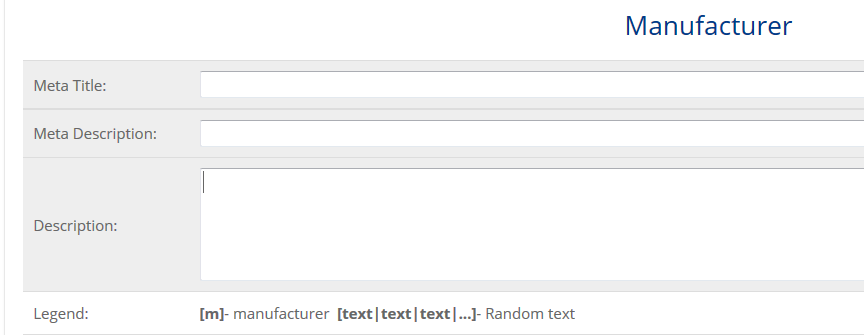 Manufacturer
Meta Title:
Meta Description:
Description:
Legend: [m]- manufacturer [text|text|text|...]- Random text